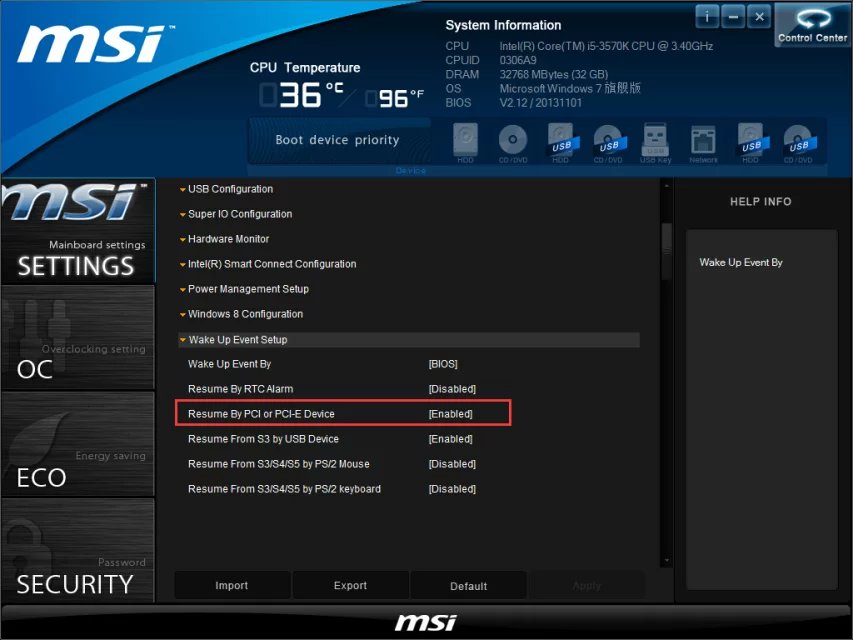 msi™
System Information
CPU Intel(R) Core(TM) i5-3570K CPU @ 3.40GHz
CPUID 0306A9
DRAM 32768 MBytes (32 GB)
OS Microsoft Windows 7 旗舰版
BIOS V2.12 / 20131101
i
Control Center
CPU Temperature
36 °C / 96 °F
Boot device priority
HDD CD/DVD USB HDD USB CD/DVD USB Key Network USB HDD USB CD/DVD
Device
msi™
Mainboard settings
SETTINGS
Overclocking setting
OC
Energy saving
ECO
Password
SECURITY
USB Configuration
Super IO Configuration
Hardware Monitor
Intel(R) Smart Connect Configuration
Power Management Setup
Windows 8 Configuration
Wake Up Event Setup
Wake Up Event By [BIOS]
Resume By RTC Alarm [Disabled]
Resume By PCI or PCI-E Device [Enabled]
Resume From S3 by USB Device [Enabled]
Resume From S3/S4/S5 by PS/2 Mouse [Disabled]
Resume From S3/S4/S5 by PS/2 keyboard [Disabled]
Import Export Default Apply
HELP INFO
Wake Up Event By
msi